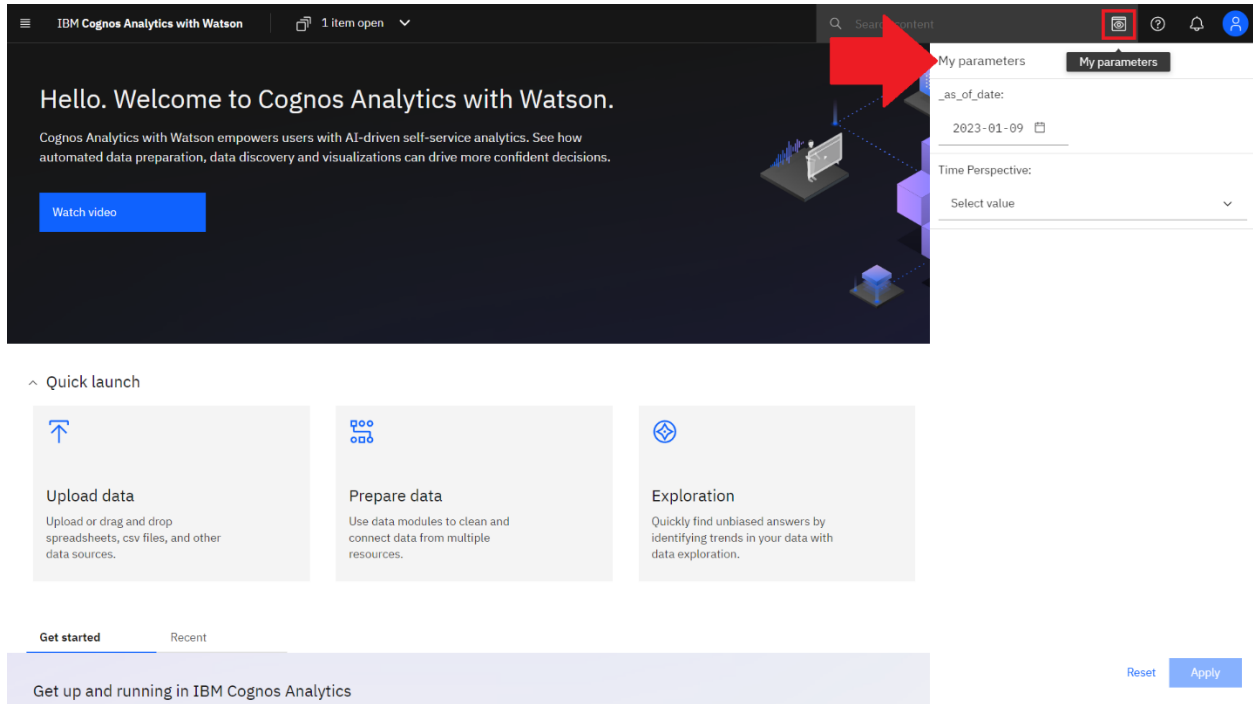 IBM Cognos Analytics with Watson
1 item open
Search content
My parameters
My parameters
_as_of_date:
2023-01-09
Time Perspective:
Select value
Hello. Welcome to Cognos Analytics with Watson.
Cognos Analytics with Watson empowers users with AI-driven self-service analytics. See how
automated data preparation, data discovery and visualizations can drive more confident decisions.
Watch video
Quick launch
Upload data
Upload or drag and drop
spreadsheets, csv files, and other
data sources.
Prepare data
Use data modules to clean and
connect data from multiple
resources.
Exploration
Quickly find unbiased answers by
identifying trends in your data with
data exploration.
Get started
Recent
Get up and running in IBM Cognos Analytics
Reset
Apply